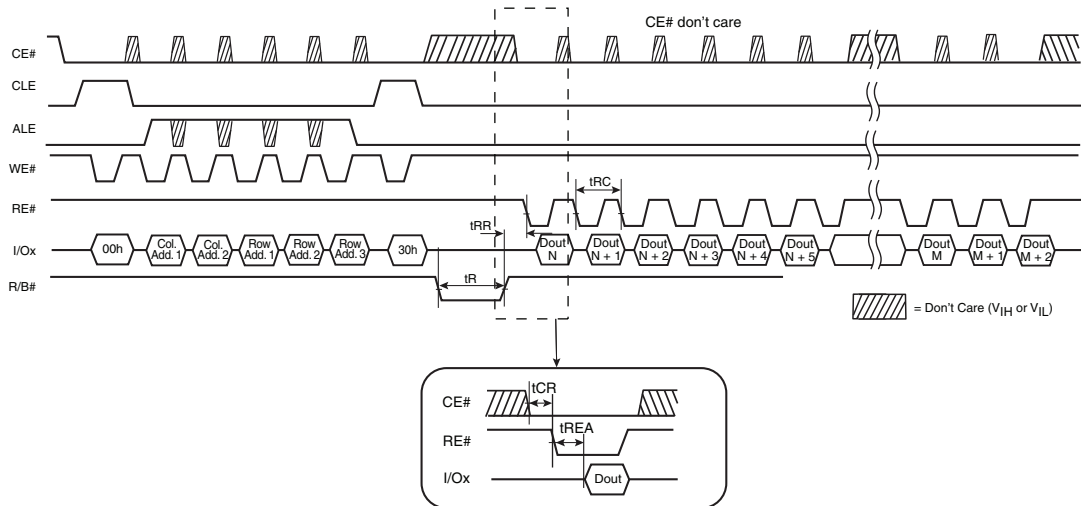 CE# don't care
CE#
CLE
ALE
WE#
tRC
RE#
tRR
I/Ox
00h
Col. Add. 1
Col. Add. 2
Row Add. 1
Row Add. 2
Row Add. 3
30h
Dout N
Dout N + 1
Dout N + 2
Dout N + 3
Dout N + 4
Dout N + 5
Dout M
Dout M + 1
Dout M + 2
tR
R/B#
= Don't Care (VIH or VIL)
tCR
CE#
tREA
RE#
I/Ox
Dout